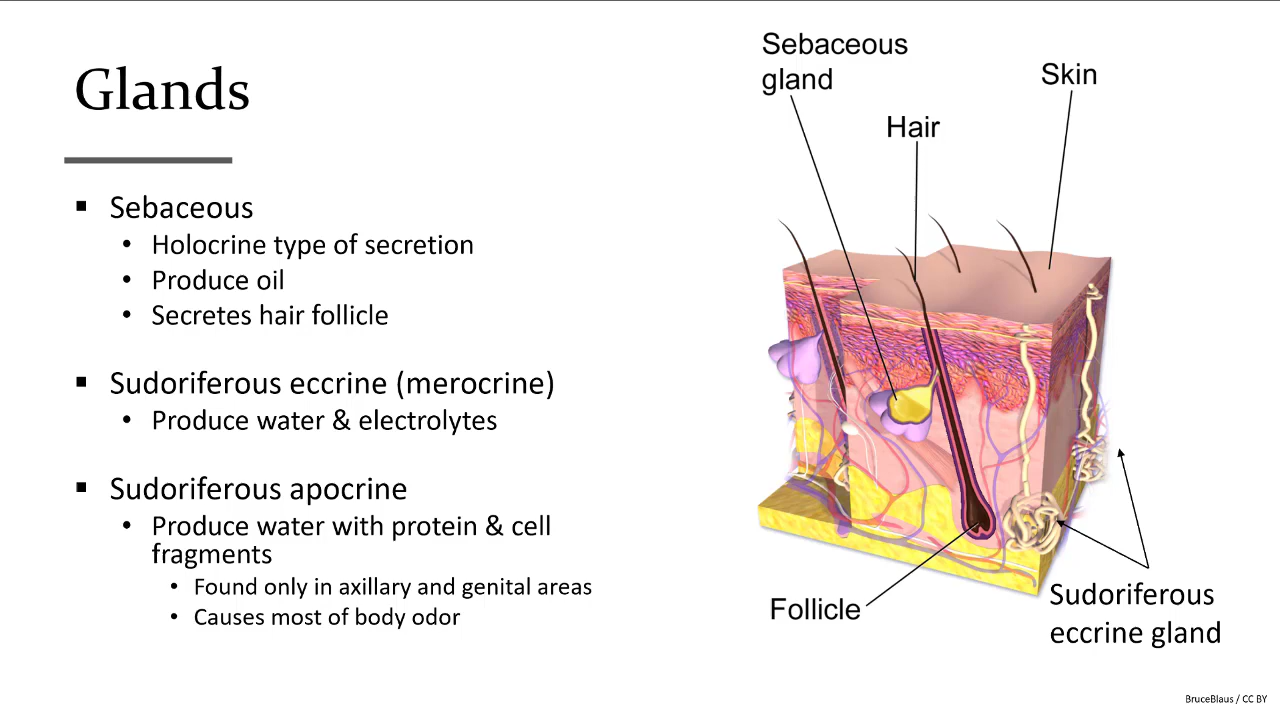 Glands
▪ Sebaceous
• Holocrine type of secretion
• Produce oil
• Secretes hair follicle
▪ Sudoriferous eccrine (merocrine)
• Produce water & electrolytes
▪ Sudoriferous apocrine
• Produce water with protein & cell
fragments
• Found only in axillary and genital areas
• Causes most of body odor
Sebaceous
gland
Hair
Skin
Follicle
Sudoriferous
eccrine gland
BruceBlaus / CC BY